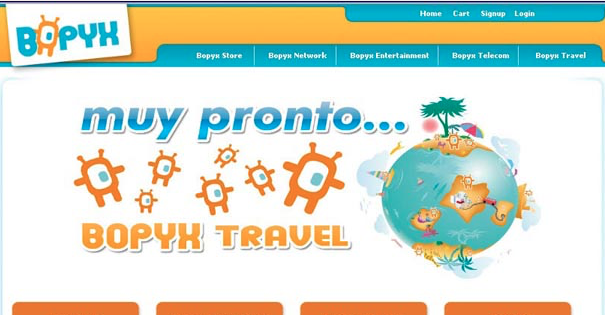 BOPYX
Home Cart Signup Login
Bopyx Store Bopyx Network Bopyx Entertainment Bopyx Telecom Bopyx Travel
muy pronto...
BOPYX TRAVEL